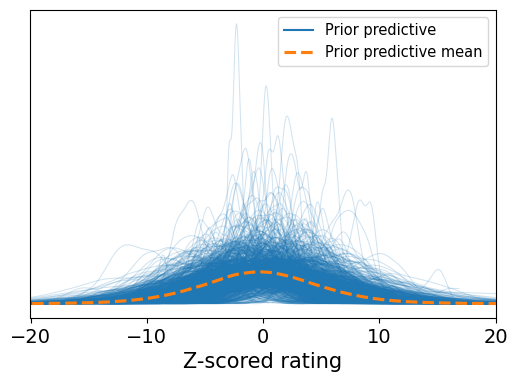 Prior predictive
Prior predictive mean
−20 −10 0 10 20
Z-scored rating